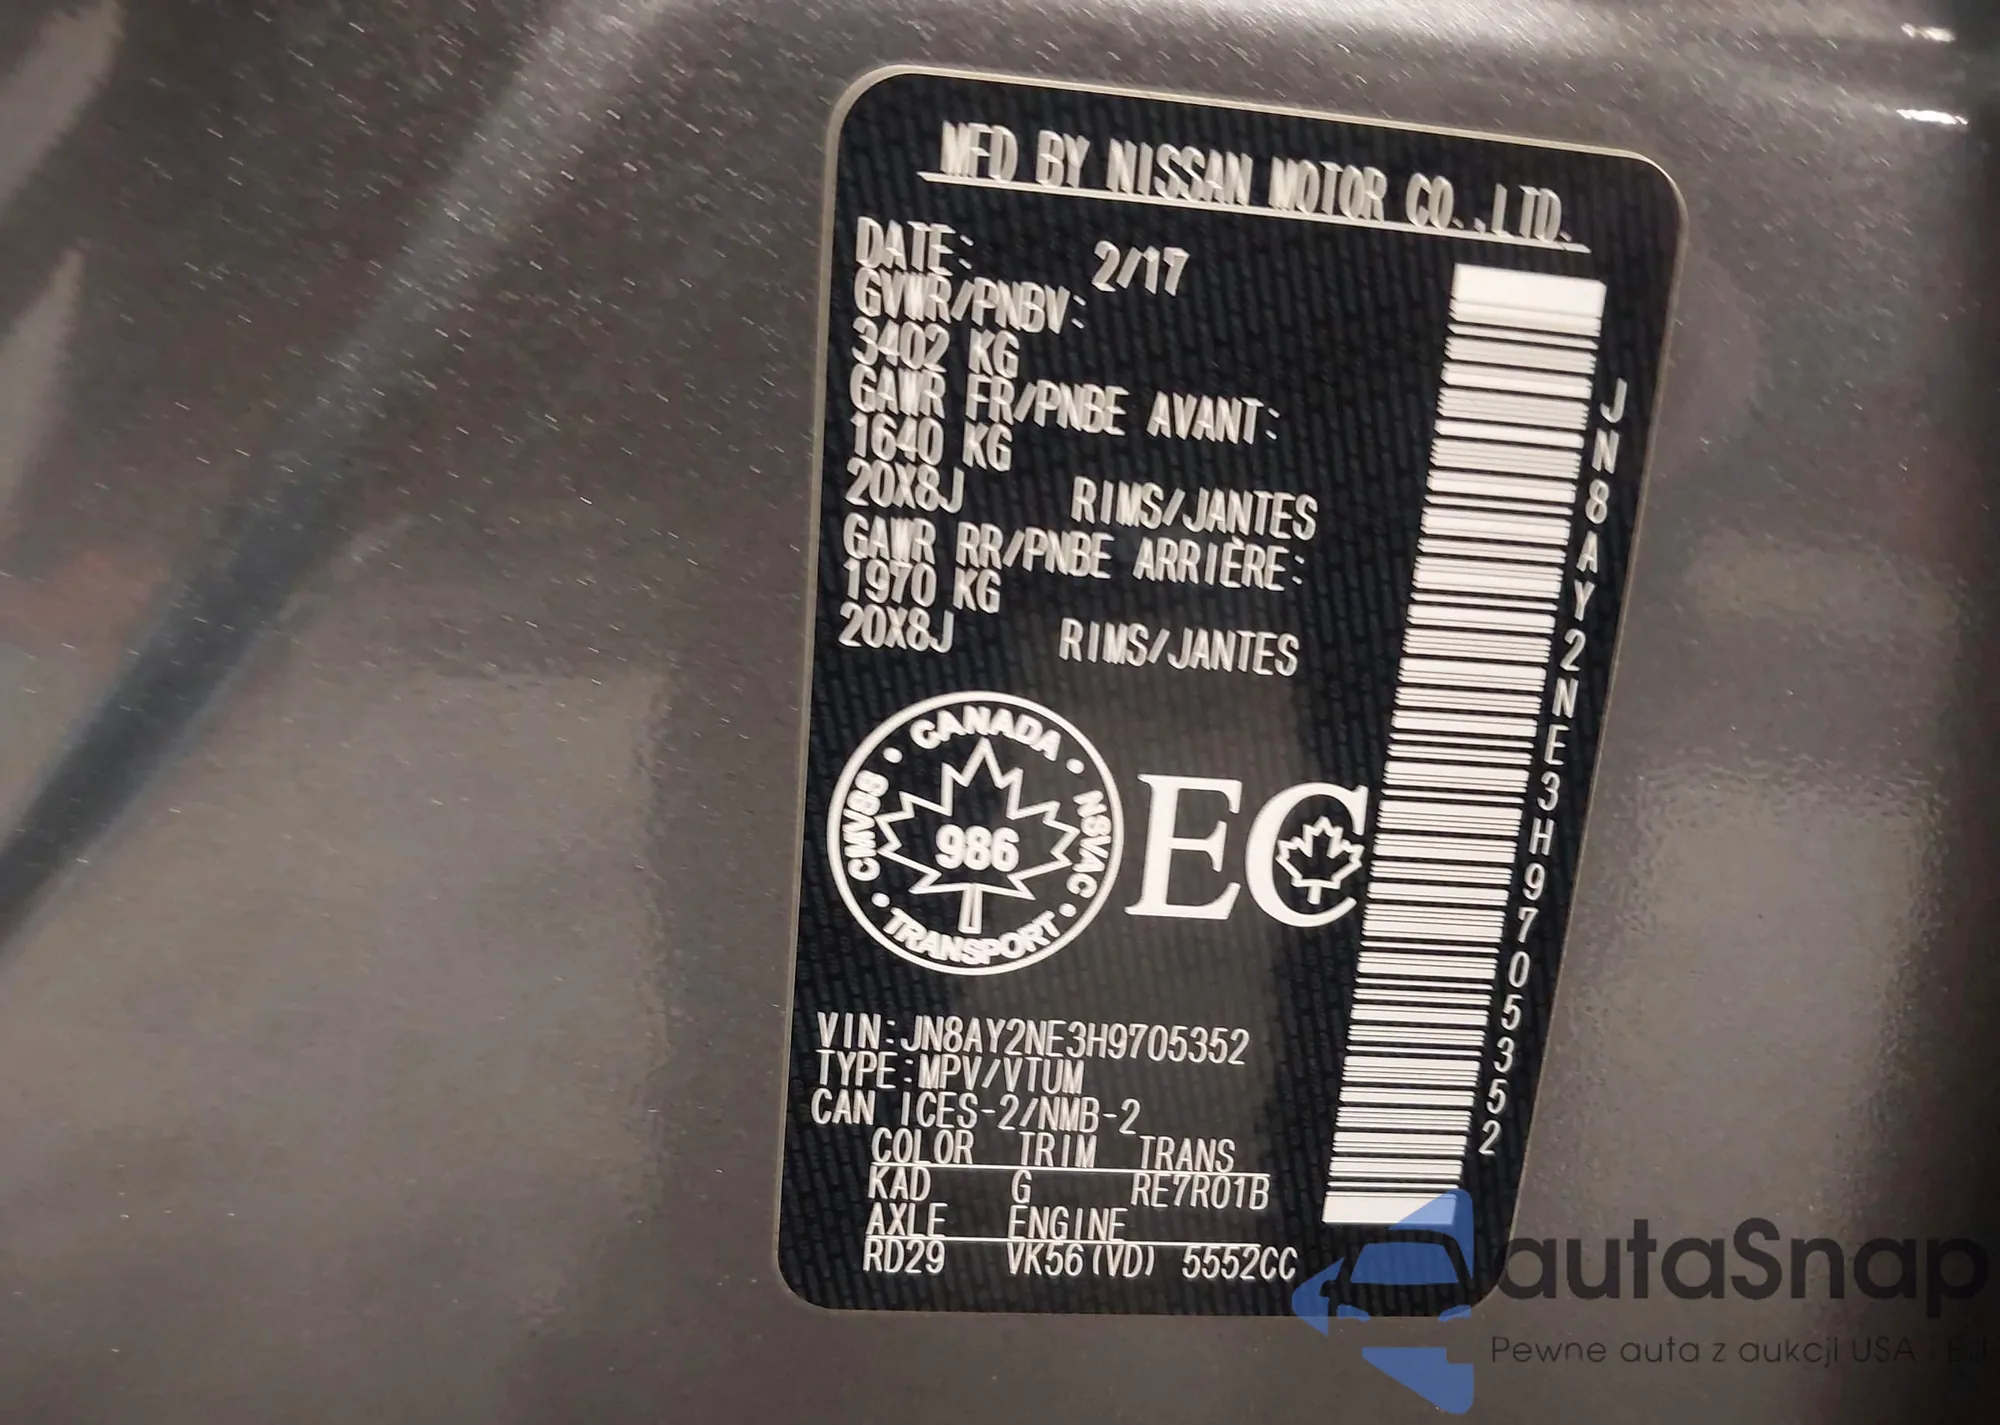 MFD BY NISSAN MOTOR CO.,LTD.
DATE: 2/17
GVWR/PNBV:
3402 KG
GAWR FR/PNBE AVANT:
1640 KG
20X8J RIMS/JANTES
GAWR RR/PNBE ARRIÈRE:
1970 KG
20X8J RIMS/JANTES
CANADA
CMVSS
986
NSVAC
TRANSPORT
EC
VIN:JN8AY2NE3H9705352
TYPE:MPV/VTUM
CAN ICES-2/NMB-2
COLOR TRIM TRANS
KAD G RE7R01B
AXLE ENGINE
RD29 VK56(VD) 5552CC
JN8AY2NE3H9705352
autaSnap
Pewne auta z aukcji USA i EU